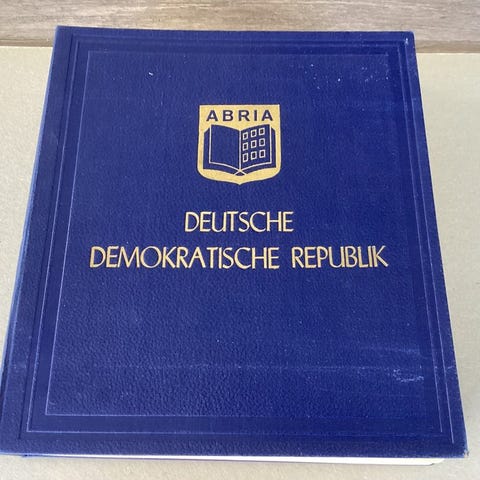 ABRIA
DEUTSCHE
DEMOKRATISCHE REPUBLIK